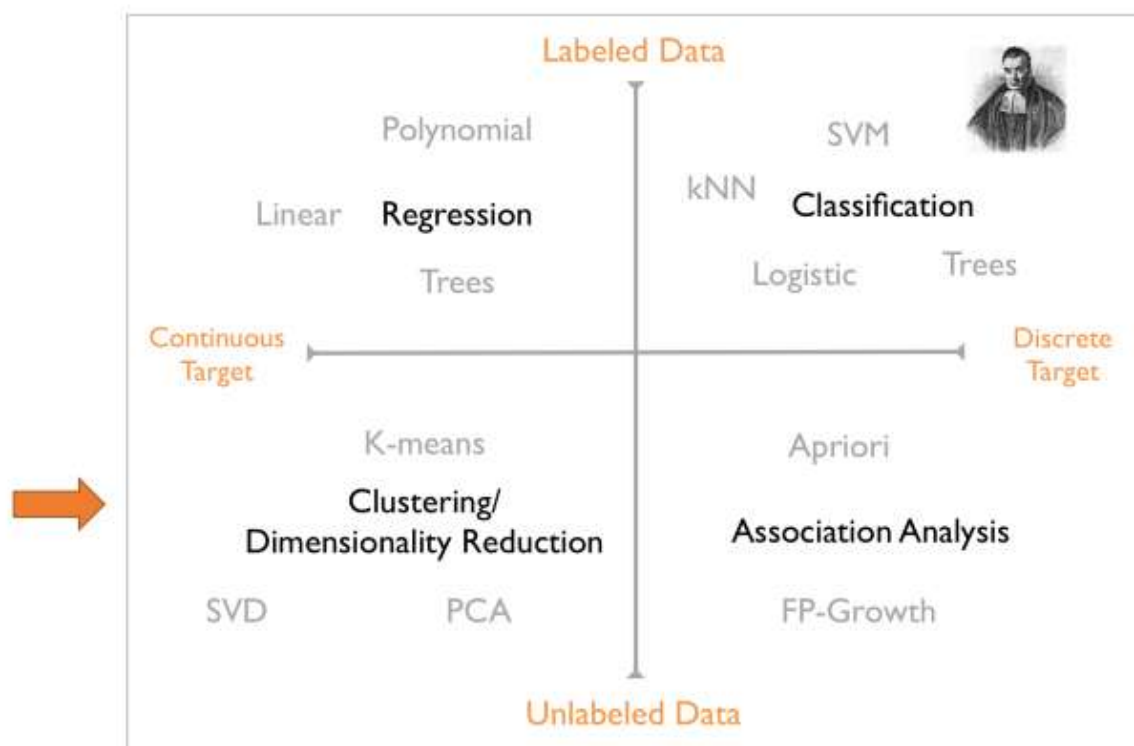 Labeled Data
Polynomial
SVM
kNN
Linear
Regression
Classification
Trees
Logistic
Trees
Continuous
Target
Discrete
Target
K-means
Apriori
Clustering/
Dimensionality Reduction
Association Analysis
SVD
PCA
FP-Growth
Unlabeled Data